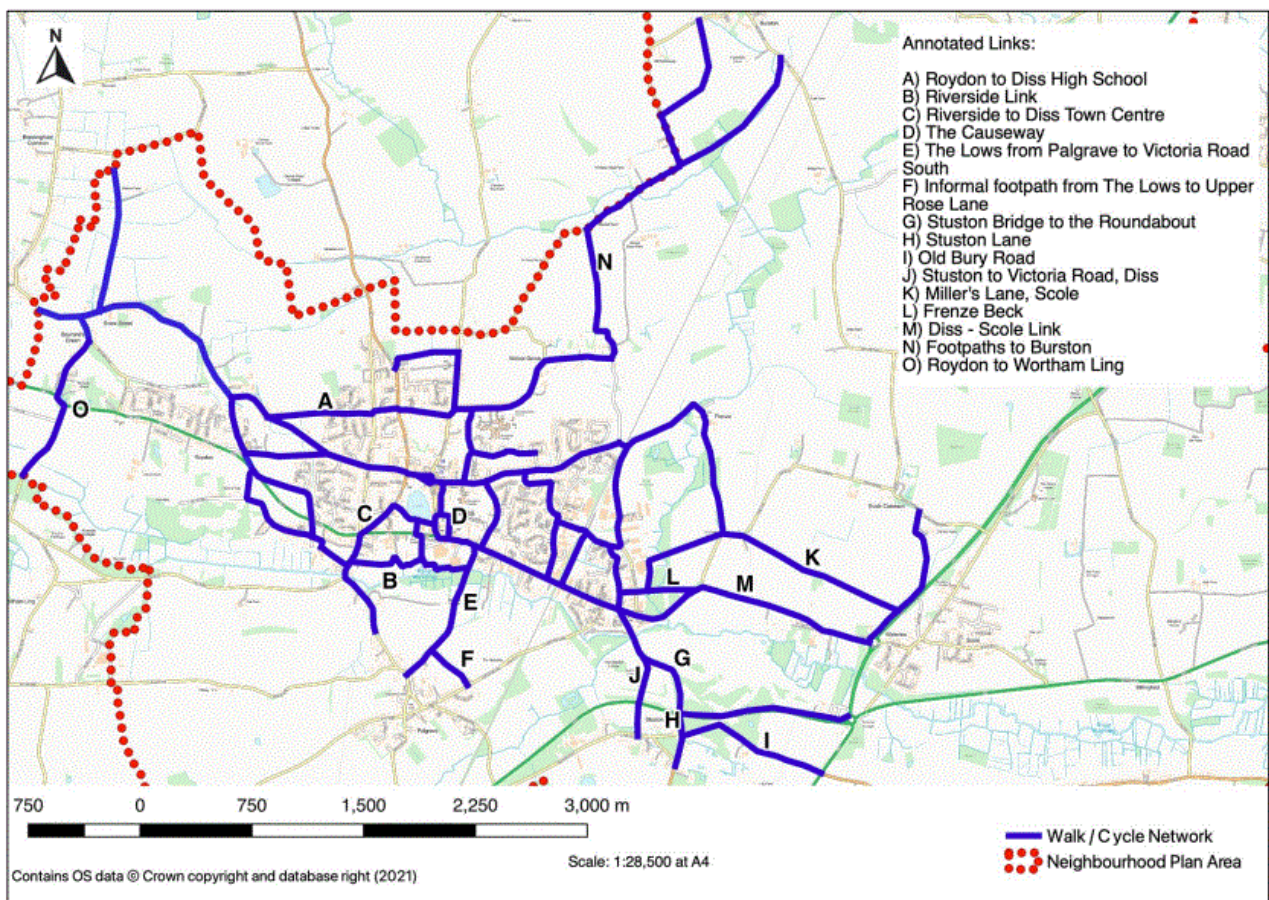 N
Annotated Links:
A) Roydon to Diss High School
B) Riverside Link
C) Riverside to Diss Town Centre
D) The Causeway
E) The Lows from Palgrave to Victoria Road
South
F) Informal footpath from The Lows to Upper
Rose Lane
G) Stuston Bridge to the Roundabout
H) Stuston Lane
I) Old Bury Road
J) Stuston to Victoria Road, Diss
K) Miller's Lane, Scole
L) Frenze Beck
M) Diss - Scole Link
N) Footpaths to Burston
O) Roydon to Wortham Ling
Burston
N
A
O
Roydon
C
D
B
E
F
K
L
M
G
J
H
I
Scole
Palgrave
750 0 750 1,500 2,250 3,000 m
Scale: 1:28,500 at A4
Contains OS data © Crown copyright and database right (2021)
Walk / Cycle Network
Neighbourhood Plan Area